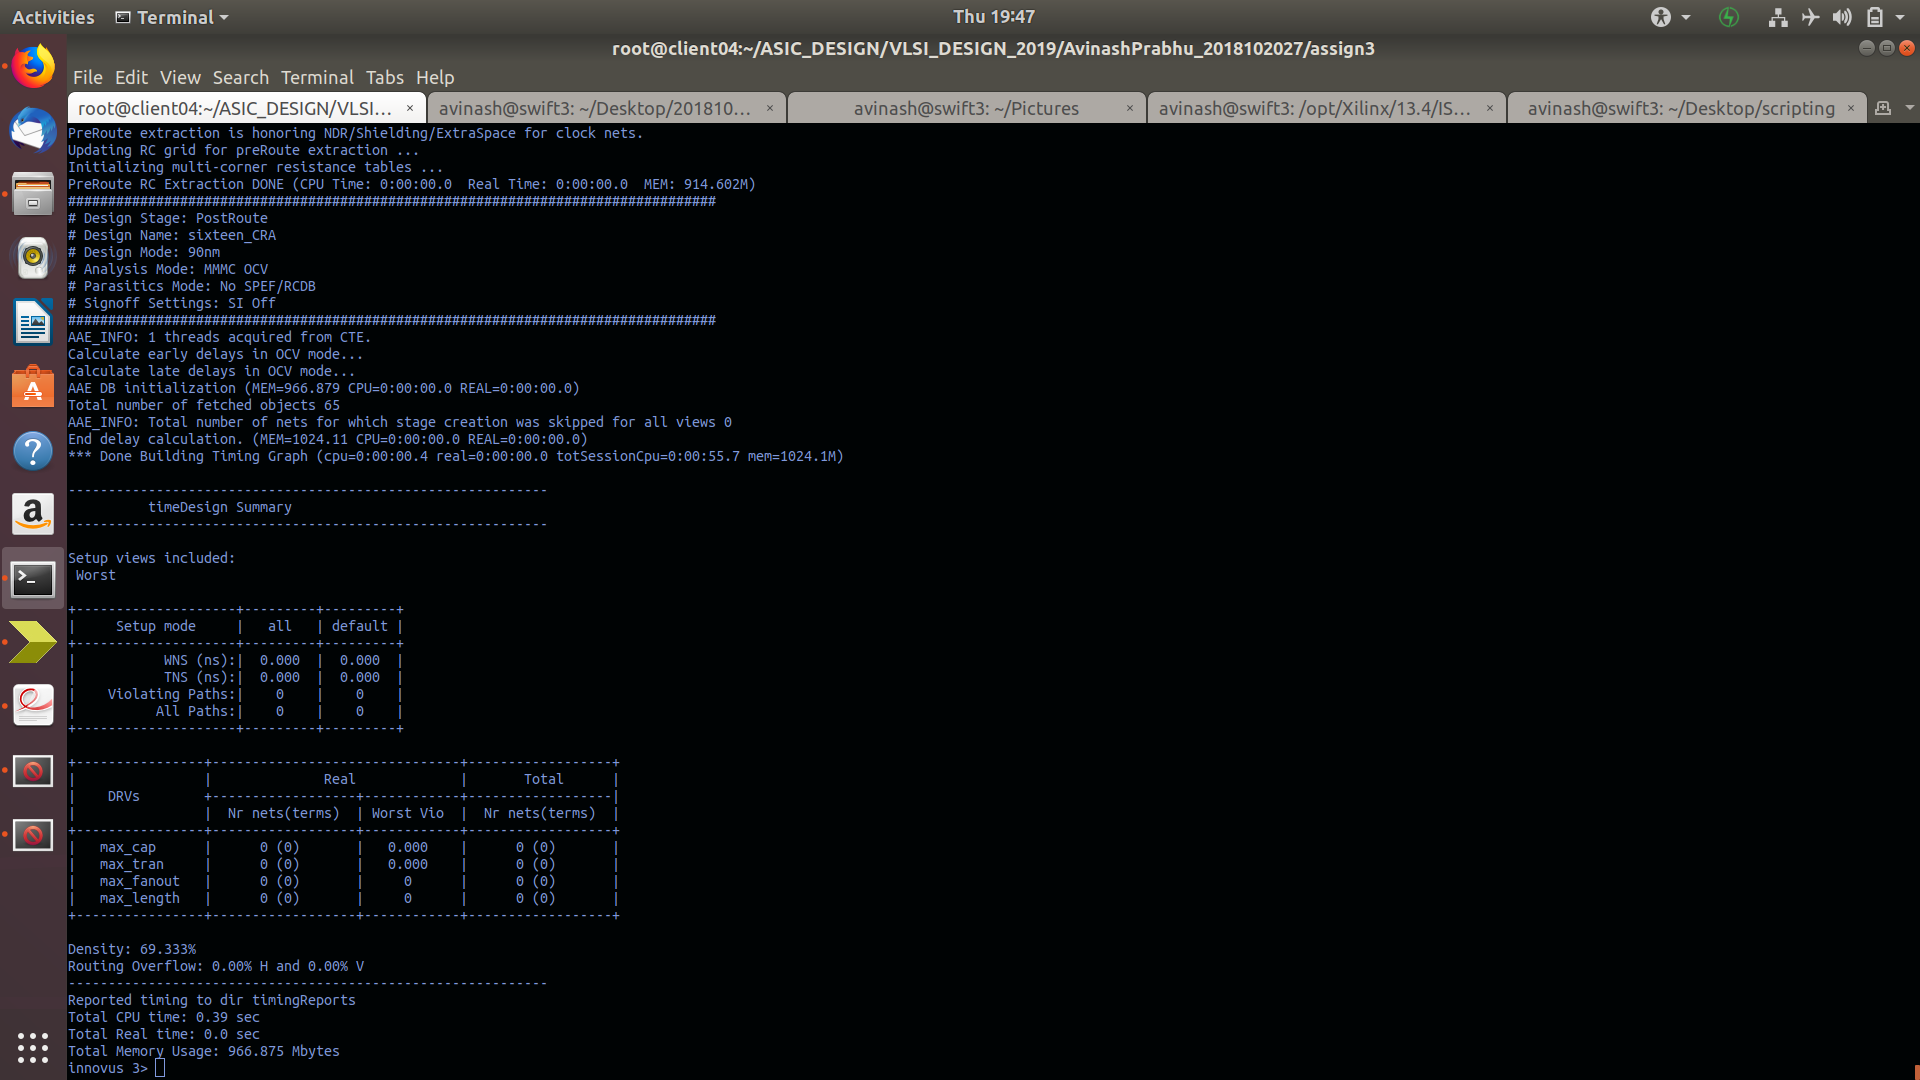 Activities Terminal Thu 19:47
root@client04:~/ASIC_DESIGN/VLSI_DESIGN_2019/AvinashPrabhu_2018102027/assign3
File Edit View Search Terminal Tabs Help
root@client04:~/ASIC_DESIGN/VLSI... × avinash@swift3: ~/Desktop/201810... × avinash@swift3: ~/Pictures × avinash@swift3: /opt/Xilinx/13.4/IS... × avinash@swift3: ~/Desktop/scripting ×
PreRoute extraction is honoring NDR/Shielding/ExtraSpace for clock nets.
Updating RC grid for preRoute extraction ...
Initializing multi-corner resistance tables ...
PreRoute RC Extraction DONE (CPU Time: 0:00:00.0  Real Time: 0:00:00.0  MEM: 914.602M)
#################################################################################
# Design Stage: PostRoute
# Design Name: sixteen_CRA
# Design Mode: 90nm
# Analysis Mode: MMMC OCV
# Parasitics Mode: No SPEF/RCDB
# Signoff Settings: SI Off
#################################################################################
AAE_INFO: 1 threads acquired from CTE.
Calculate early delays in OCV mode...
Calculate late delays in OCV mode...
AAE DB initialization (MEM=966.879 CPU=0:00:00.0 REAL=0:00:00.0)
Total number of fetched objects 65
AAE_INFO: Total number of nets for which stage creation was skipped for all views 0
End delay calculation. (MEM=1024.11 CPU=0:00:00.0 REAL=0:00:00.0)
*** Done Building Timing Graph (cpu=0:00:00.4 real=0:00:00.0 totSessionCpu=0:00:55.7 mem=1024.1M)
------------------------------------------------------------
          timeDesign Summary
------------------------------------------------------------
Setup views included:
 Worst
+--------------------+---------+---------+
|     Setup mode     |   all   | default |
+--------------------+---------+---------+
|           WNS (ns):|  0.000  |  0.000  |
|           TNS (ns):|  0.000  |  0.000  |
|    Violating Paths:|    0    |    0    |
|          All Paths:|    0    |    0    |
+--------------------+---------+---------+
+----------------+-------------------------------+------------------+
|                |              Real             |       Total      |
|    DRVs        +------------------+------------+------------------|
|                |  Nr nets(terms)  | Worst Vio  |  Nr nets(terms)  |
+----------------+------------------+------------+------------------+
|   max_cap      |      0 (0)       |   0.000    |      0 (0)       |
|   max_tran     |      0 (0)       |   0.000    |      0 (0)       |
|   max_fanout   |      0 (0)       |     0      |      0 (0)       |
|   max_length   |      0 (0)       |     0      |      0 (0)       |
+----------------+------------------+------------+------------------+
Density: 69.333%
Routing Overflow: 0.00% H and 0.00% V
------------------------------------------------------------
Reported timing to dir timingReports
Total CPU time: 0.39 sec
Total Real time: 0.0 sec
Total Memory Usage: 966.875 Mbytes
innovus 3>